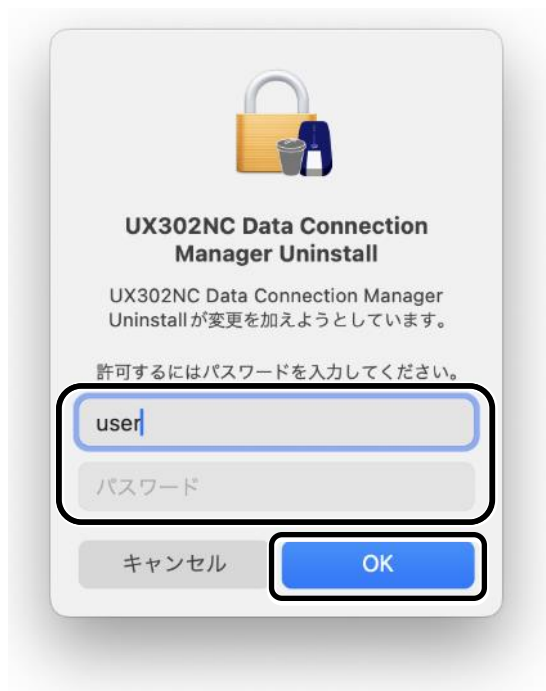 UX302NC Data Connection
Manager Uninstall
UX302NC Data Connection Manager
Uninstallが変更を加えようとしています。
許可するにはパスワードを入力してください。
user
パスワード
キャンセル
OK